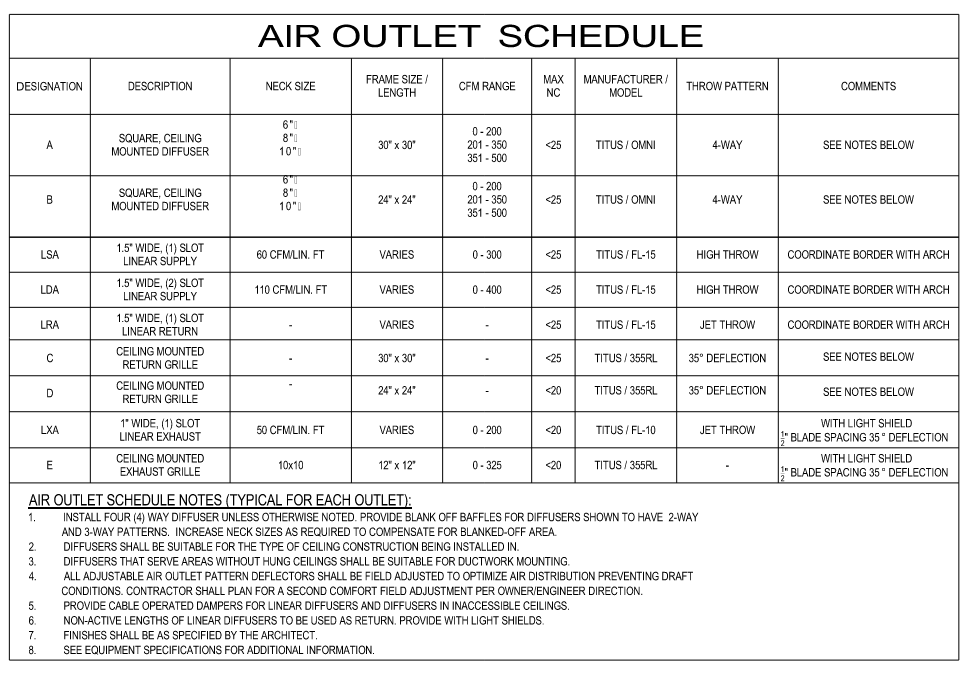 AIR OUTLET SCHEDULE
DESIGNATION DESCRIPTION NECK SIZE FRAME SIZE / LENGTH CFM RANGE MAX NC MANUFACTURER / MODEL THROW PATTERN COMMENTS
A SQUARE, CEILING MOUNTED DIFFUSER 6" 8" 10" 30" x 30" 0 - 200 201 - 350 351 - 500 <25 TITUS / OMNI 4-WAY SEE NOTES BELOW
B SQUARE, CEILING MOUNTED DIFFUSER 6" 8" 10" 24" x 24" 0 - 200 201 - 350 351 - 500 <25 TITUS / OMNI 4-WAY SEE NOTES BELOW
LSA 1.5" WIDE, (1) SLOT LINEAR SUPPLY 60 CFM/LIN. FT VARIES 0 - 300 <25 TITUS / FL-15 HIGH THROW COORDINATE BORDER WITH ARCH
LDA 1.5" WIDE, (2) SLOT LINEAR SUPPLY 110 CFM/LIN. FT VARIES 0 - 400 <25 TITUS / FL-15 HIGH THROW COORDINATE BORDER WITH ARCH
LRA 1.5" WIDE, (1) SLOT LINEAR RETURN - VARIES - <25 TITUS / FL-15 JET THROW COORDINATE BORDER WITH ARCH
C CEILING MOUNTED RETURN GRILLE - 30" x 30" - <25 TITUS / 355RL 35° DEFLECTION SEE NOTES BELOW
D CEILING MOUNTED RETURN GRILLE - 24" x 24" - <20 TITUS / 355RL 35° DEFLECTION SEE NOTES BELOW
LXA 1" WIDE, (1) SLOT LINEAR EXHAUST 50 CFM/LIN. FT VARIES 0 - 200 <20 TITUS / FL-10 JET THROW WITH LIGHT SHIELD 1/2" BLADE SPACING 35° DEFLECTION
E CEILING MOUNTED EXHAUST GRILLE 10x10 12" x 12" 0 - 325 <20 TITUS / 355RL - WITH LIGHT SHIELD 1/2" BLADE SPACING 35° DEFLECTION
AIR OUTLET SCHEDULE NOTES (TYPICAL FOR EACH OUTLET):
1. INSTALL FOUR (4) WAY DIFFUSER UNLESS OTHERWISE NOTED. PROVIDE BLANK OFF BAFFLES FOR DIFFUSERS SHOWN TO HAVE 2-WAY
AND 3-WAY PATTERNS. INCREASE NECK SIZES AS REQUIRED TO COMPENSATE FOR BLANKED-OFF AREA.
2. DIFFUSERS SHALL BE SUITABLE FOR THE TYPE OF CEILING CONSTRUCTION BEING INSTALLED IN.
3. DIFFUSERS THAT SERVE AREAS WITHOUT HUNG CEILINGS SHALL BE SUITABLE FOR DUCTWORK MOUNTING.
4. ALL ADJUSTABLE AIR OUTLET PATTERN DEFLECTORS SHALL BE FIELD ADJUSTED TO OPTIMIZE AIR DISTRIBUTION PREVENTING DRAFT
CONDITIONS. CONTRACTOR SHALL PLAN FOR A SECOND COMFORT FIELD ADJUSTMENT PER OWNER/ENGINEER DIRECTION.
5. PROVIDE CABLE OPERATED DAMPERS FOR LINEAR DIFFUSERS AND DIFFUSERS IN INACCESSIBLE CEILINGS.
6. NON-ACTIVE LENGTHS OF LINEAR DIFFUSERS TO BE USED AS RETURN. PROVIDE WITH LIGHT SHIELDS.
7. FINISHES SHALL BE AS SPECIFIED BY THE ARCHITECT.
8. SEE EQUIPMENT SPECIFICATIONS FOR ADDITIONAL INFORMATION.